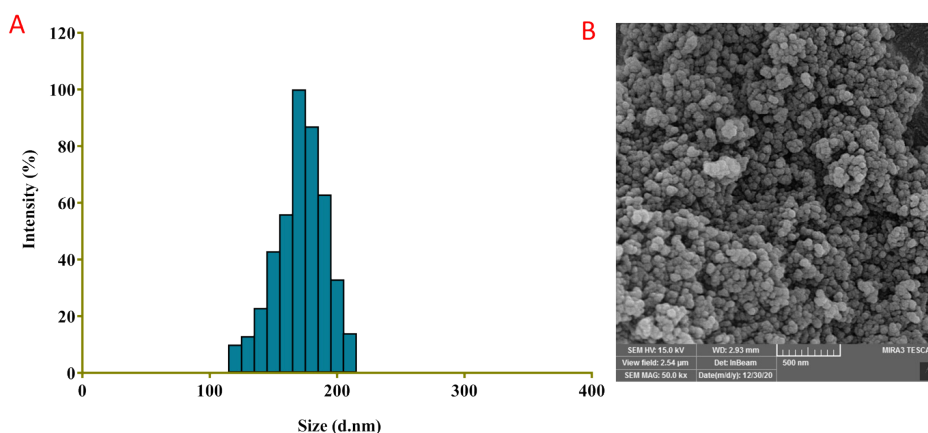 A
120
100
80
60
40
20
0
Intensity (%)
0 100 200 300 400
Size (d.nm)
B
SEM HV: 15.0 kV WD: 2.93 mm MIRA3 TESCA
View field: 2.54 µm Det: InBeam 500 nm
SEM MAG: 50.0 kx Date(m/d/y): 12/30/20